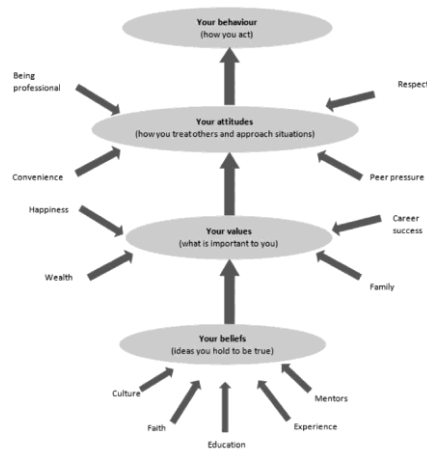 Your behaviour
(how you act)
Being
professional
Respect
Your attitudes
(how you treat others and approach situations)
Convenience
Peer pressure
Happiness
Career
success
Your values
(what is important to you)
Wealth
Family
Your beliefs
(ideas you hold to be true)
Culture
Mentors
Faith
Experience
Education